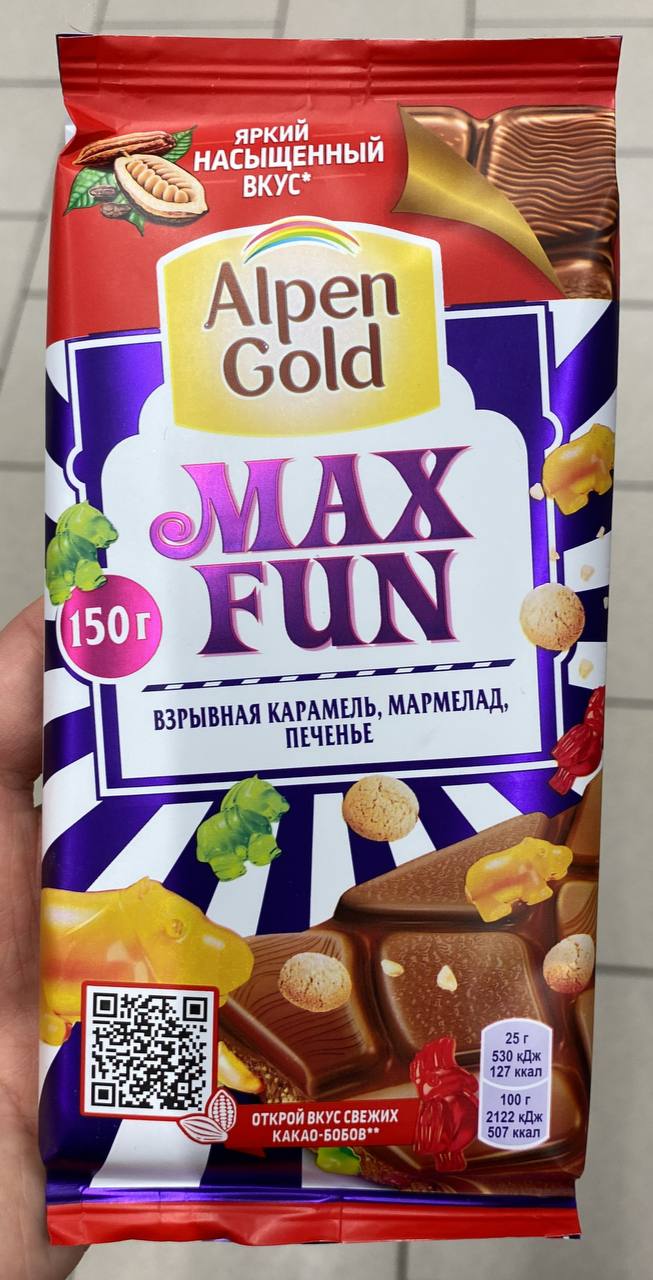 ЯРКИЙ
НАСЫЩЕННЫЙ
ВКУС*
Alpen
Gold
MAX
FUN
150 г
ВЗРЫВНАЯ КАРАМЕЛЬ, МАРМЕЛАД,
ПЕЧЕНЬЕ
25 г
530 кДж
127 ккал
100 г
2122 кДж
507 ккал
ОТКРОЙ ВКУС СВЕЖИХ
КАКАО-БОБОВ**